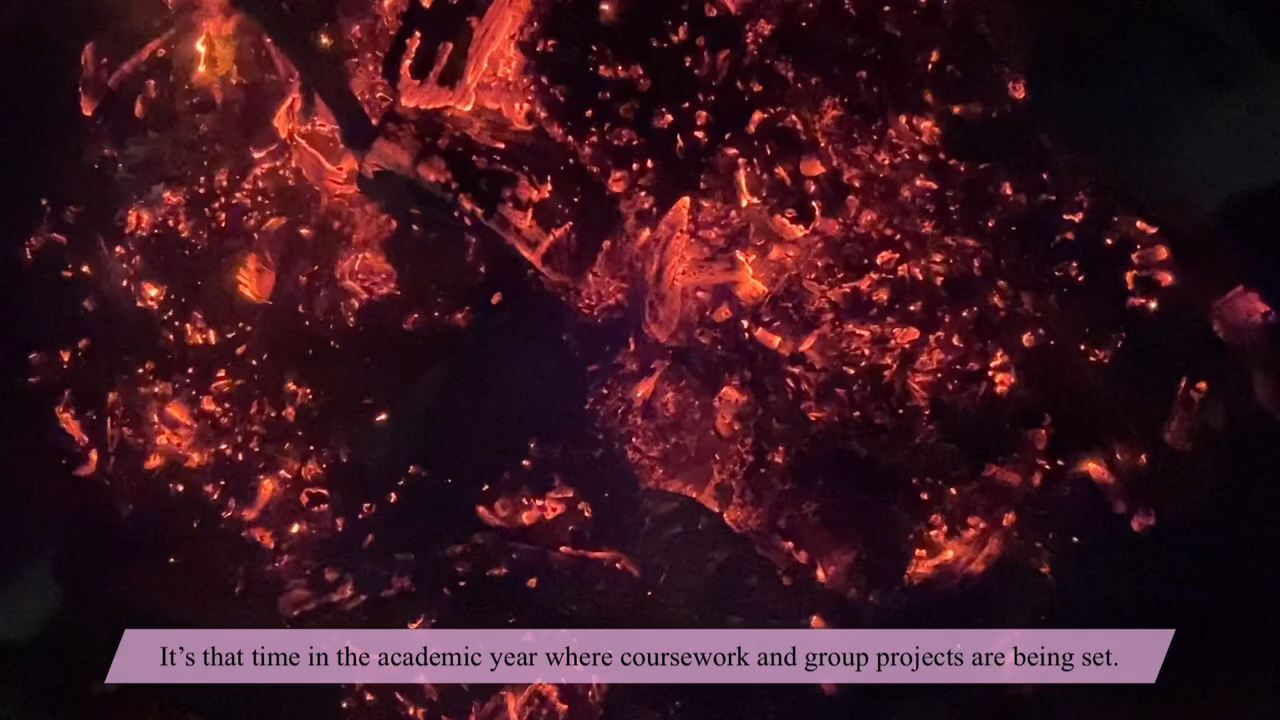 It’s that time in the academic year where coursework and group projects are being set.